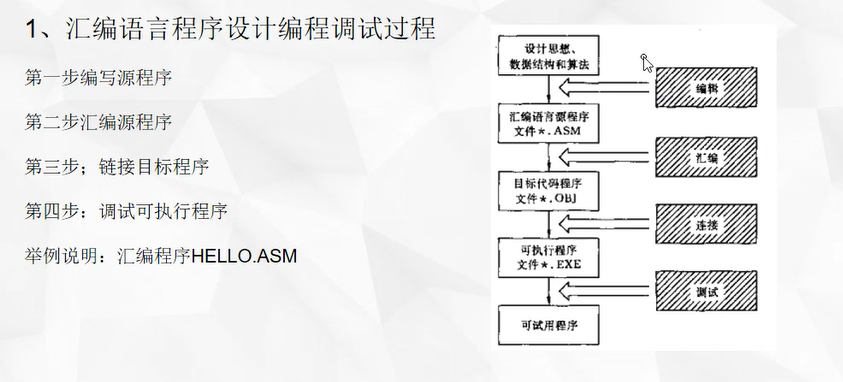 1、汇编语言程序设计编程调试过程
第一步编写源程序
第二步汇编源程序
第三步；链接目标程序
第四步：调试可执行程序
举例说明：汇编程序HELLO.ASM
设计思想、
数据结构和算法
编辑
汇编语言源程序
文件*.ASM
汇编
目标代码程序
文件*.OBJ
连接
可执行程序
文件*.EXE
调试
可试用程序